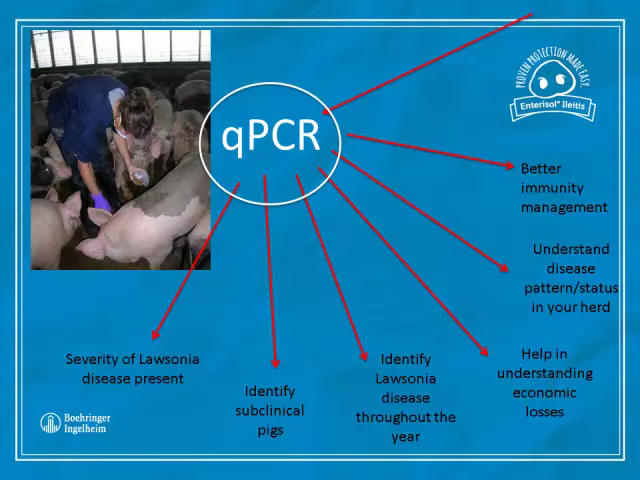 PROVEN PROTECTION MADE EASY.
Enterisol® Ileitis
qPCR
Better
immunity
management
Understand
disease
pattern/status
in your herd
Help in
understanding
economic
losses
Identify
Lawsonia
disease
throughout the
year
Identify
subclinical
pigs
Severity of Lawsonia
disease present
Boehringer
Ingelheim